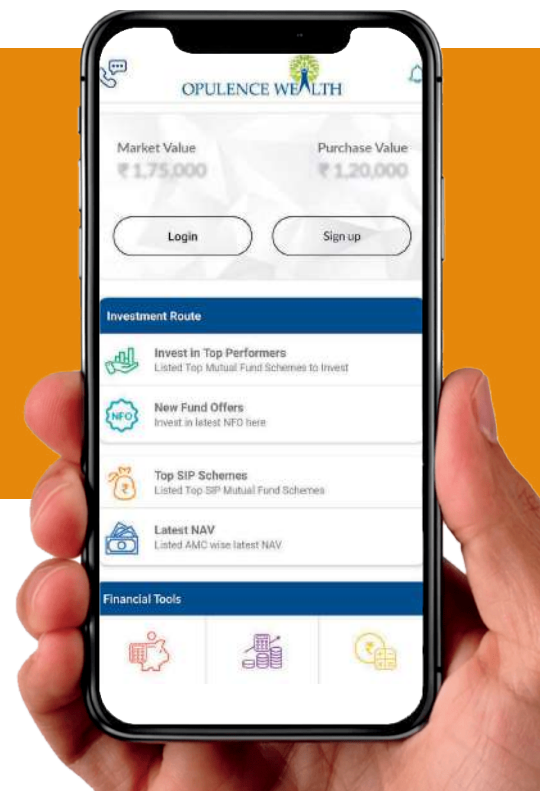 OPULENCE WEALTH
Market Value
Purchase Value
₹ 1,75,000
₹ 1,20,000
Login
Sign up
Investment Route
Invest in Top Performers
Listed Top Mutual Fund Schemes to Invest
NFO
New Fund Offers
Invest in latest NFO here
Top SIP Schemes
Listed Top SIP Mutual Fund Schemes
Latest NAV
Listed AMC wise latest NAV
Financial Tools